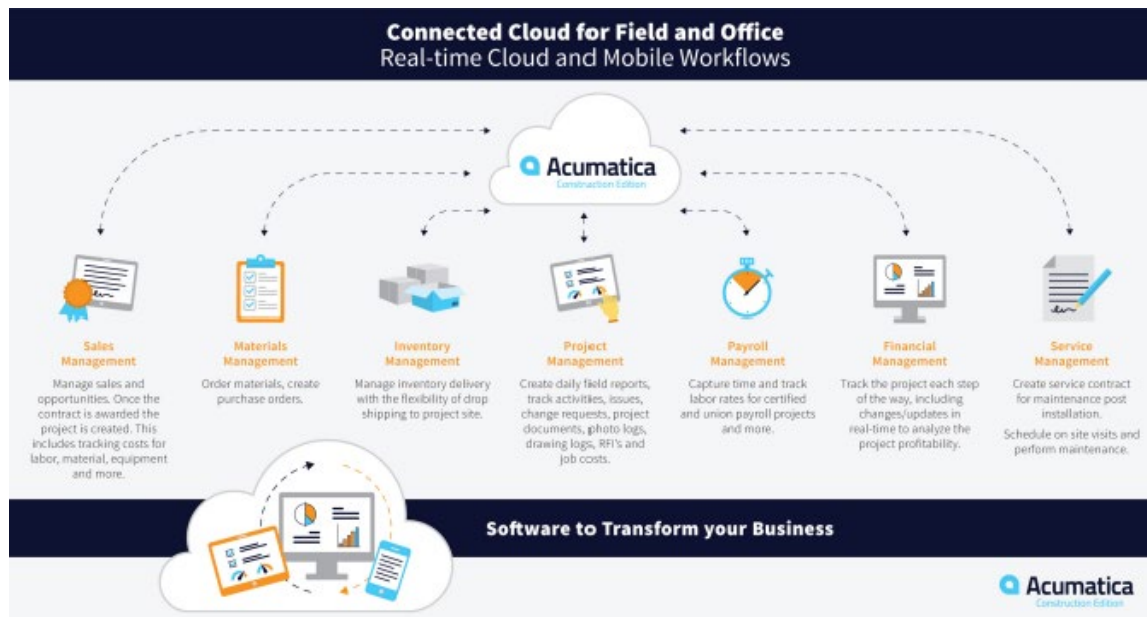 Connected Cloud for Field and Office
Real-time Cloud and Mobile Workflows
Acumatica
Construction Edition
Sales
Management
Manage sales and
opportunities. Once the
contract is awarded the
project is created. This
includes tracking costs for
labor, material, equipment
and more.
Materials
Management
Order materials, create
purchase orders.
Inventory
Management
Manage inventory delivery
with the flexibility of drop
shipping to project site.
Project
Management
Create daily field reports,
track activities, issues,
change requests, project
documents, photo logs,
drawing logs, RFI's and
job costs.
Payroll
Management
Capture time and track
labor rates for certified
and union payroll projects
and more.
Financial
Management
Track the project each step
of the way, including
changes/updates in
real-time to analyze the
project profitability.
Service
Management
Create service contract
for maintenance post
installation.
Schedule on site visits and
perform maintenance.
Software to Transform your Business
Acumatica
Construction Edition